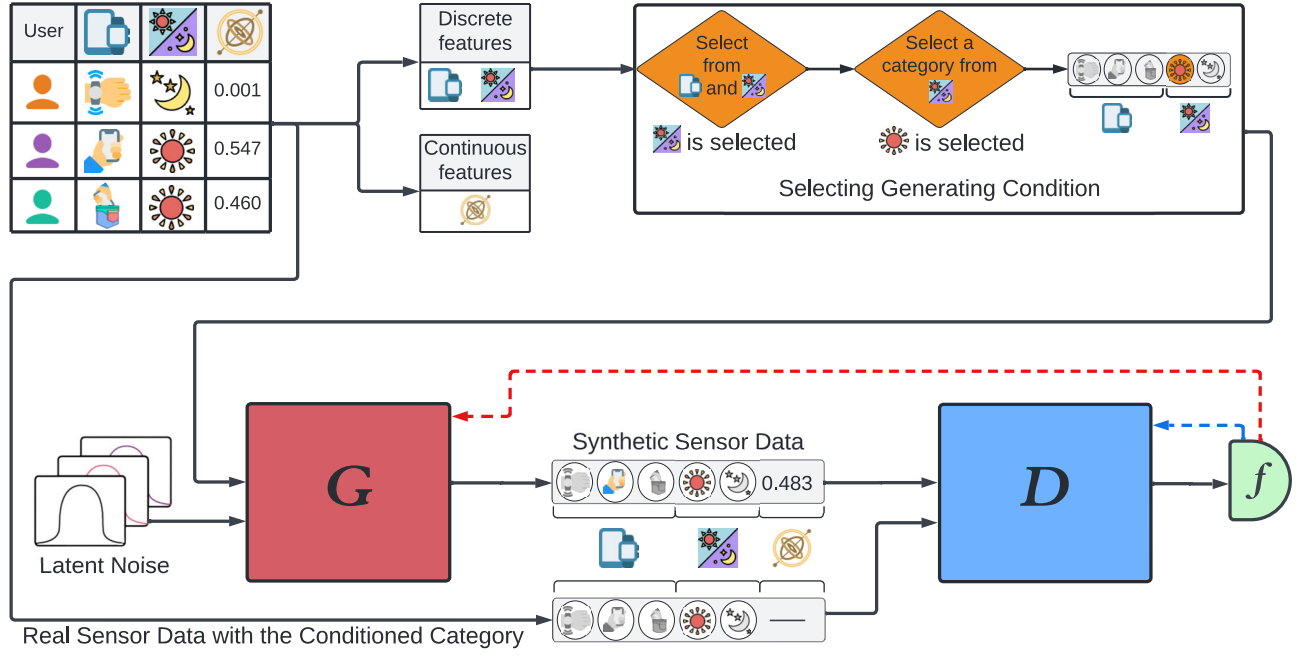 User
0.001
0.547
0.460
Discrete
features
Continuous
features
Select
from
and
is selected
Select a
category from
is selected
Selecting Generating Condition
Latent Noise
G
Synthetic Sensor Data
0.483
D
f
Real Sensor Data with the Conditioned Category